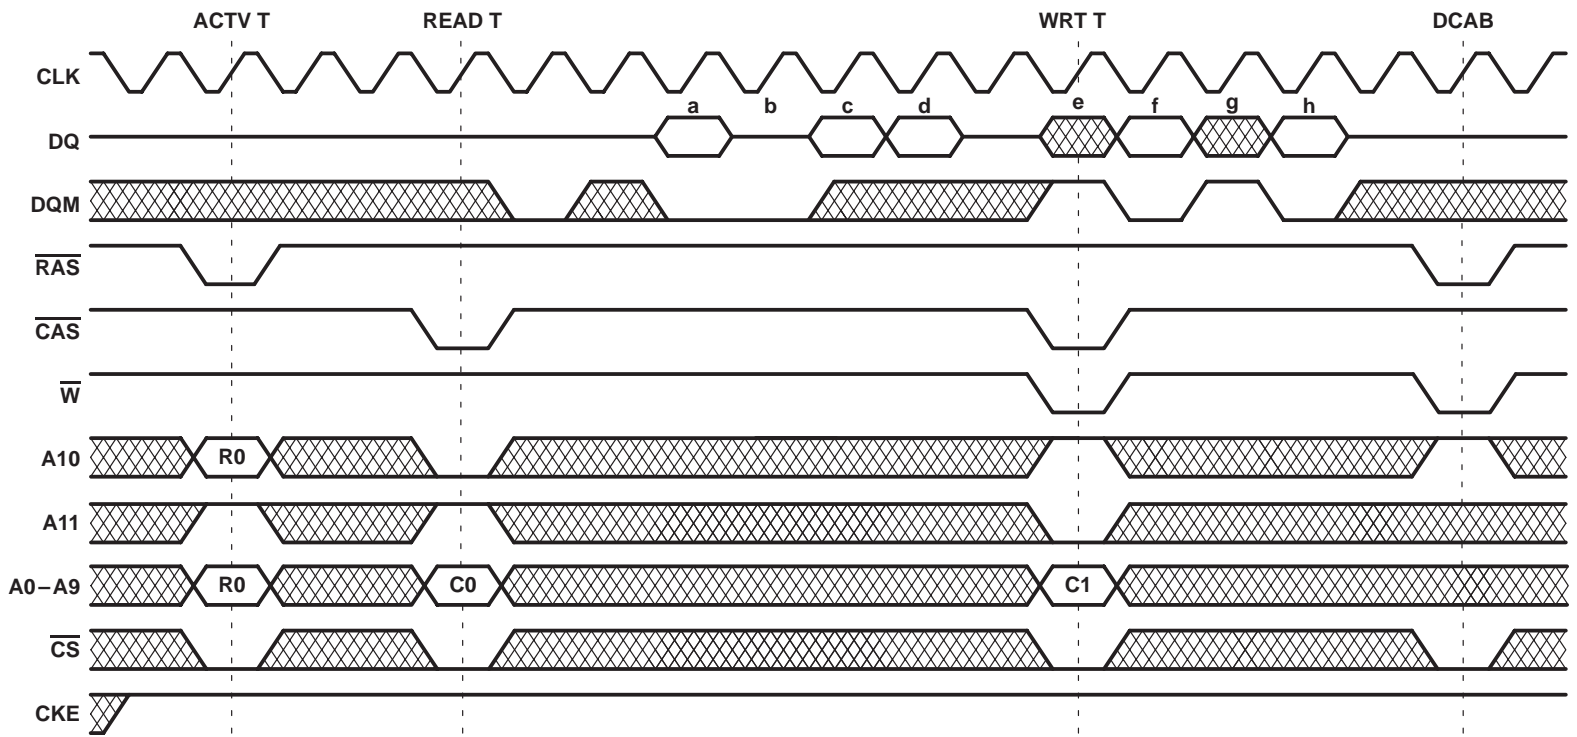 ACTV T READ T WRT T DCAB
CLK
a b c d e f g h
DQ
DQM
RAS
CAS
W
A10 R0
A11
A0–A9 R0 C0 C1
CS
CKE